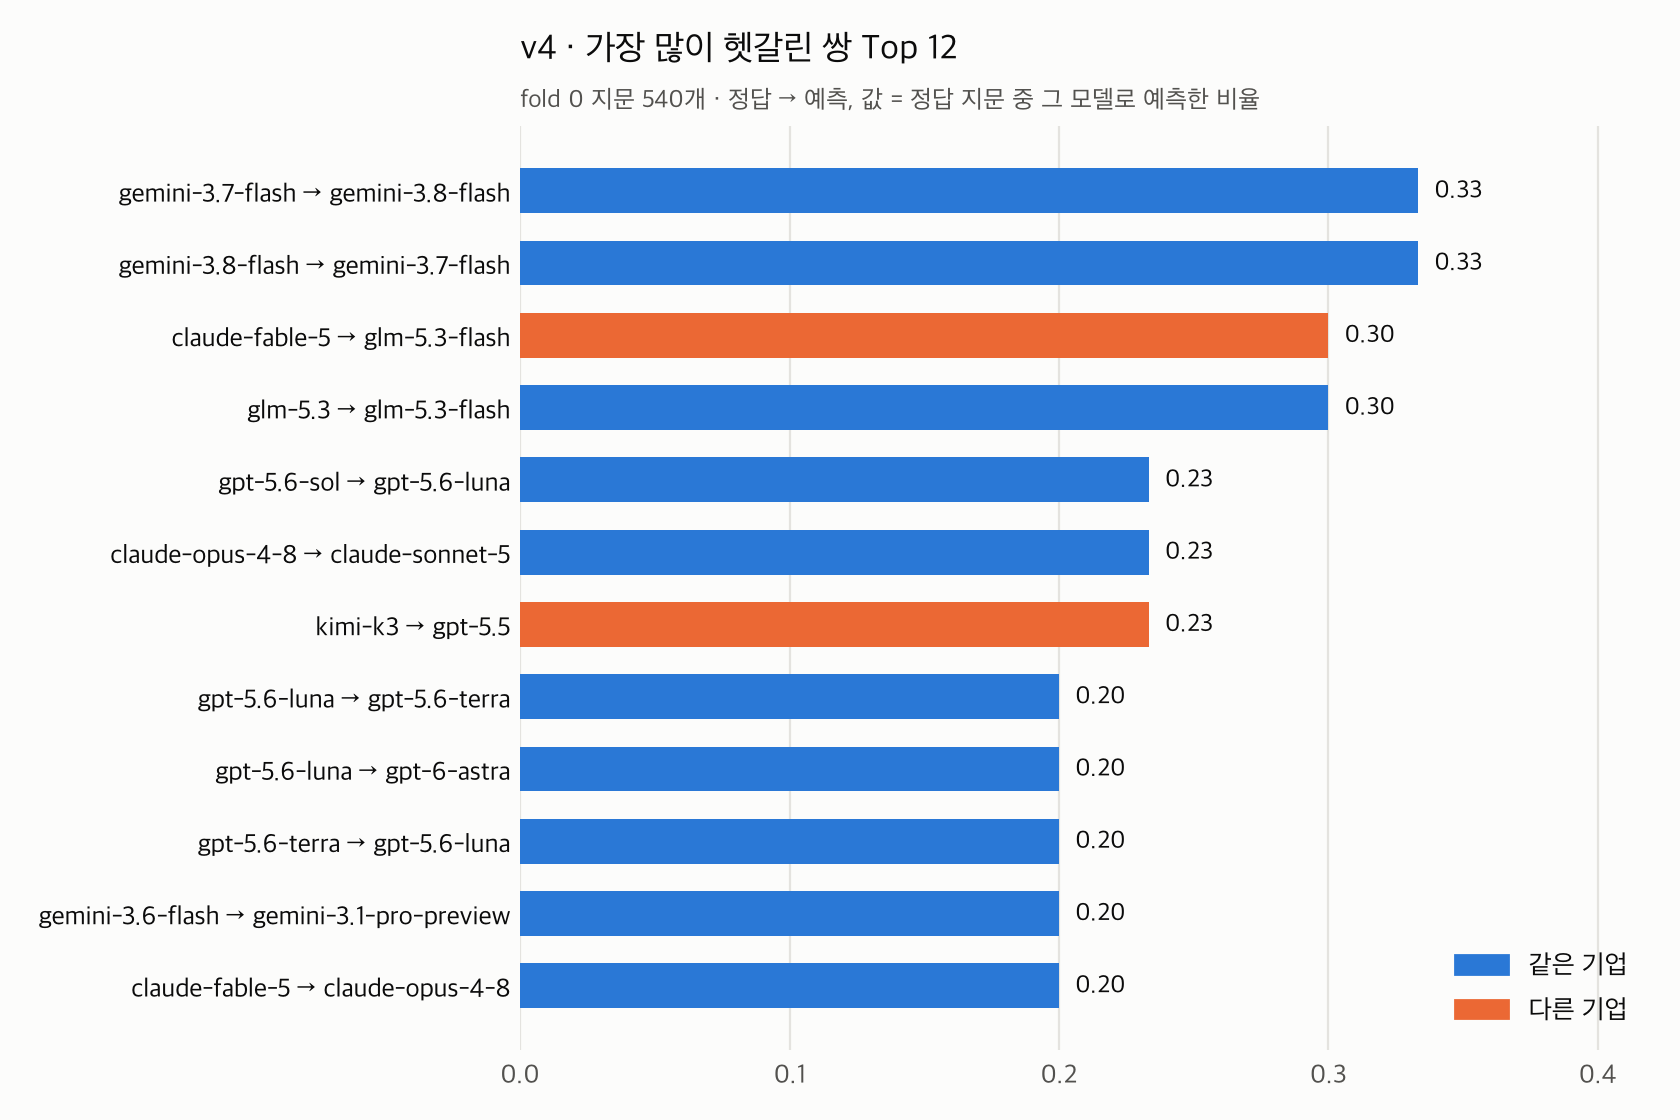 v4 · 가장 많이 헷갈린 쌍 Top 12
fold 0 지문 540개 · 정답 → 예측, 값 = 정답 지문 중 그 모델로 예측한 비율
gemini-3.7-flash → gemini-3.8-flash 0.33
gemini-3.8-flash → gemini-3.7-flash 0.33
claude-fable-5 → glm-5.3-flash 0.30
glm-5.3 → glm-5.3-flash 0.30
gpt-5.6-sol → gpt-5.6-luna 0.23
claude-opus-4-8 → claude-sonnet-5 0.23
kimi-k3 → gpt-5.5 0.23
gpt-5.6-luna → gpt-5.6-terra 0.20
gpt-5.6-luna → gpt-6-astra 0.20
gpt-5.6-terra → gpt-5.6-luna 0.20
gemini-3.6-flash → gemini-3.1-pro-preview 0.20
claude-fable-5 → claude-opus-4-8 0.20
같은 기업
다른 기업
0.0 0.1 0.2 0.3 0.4